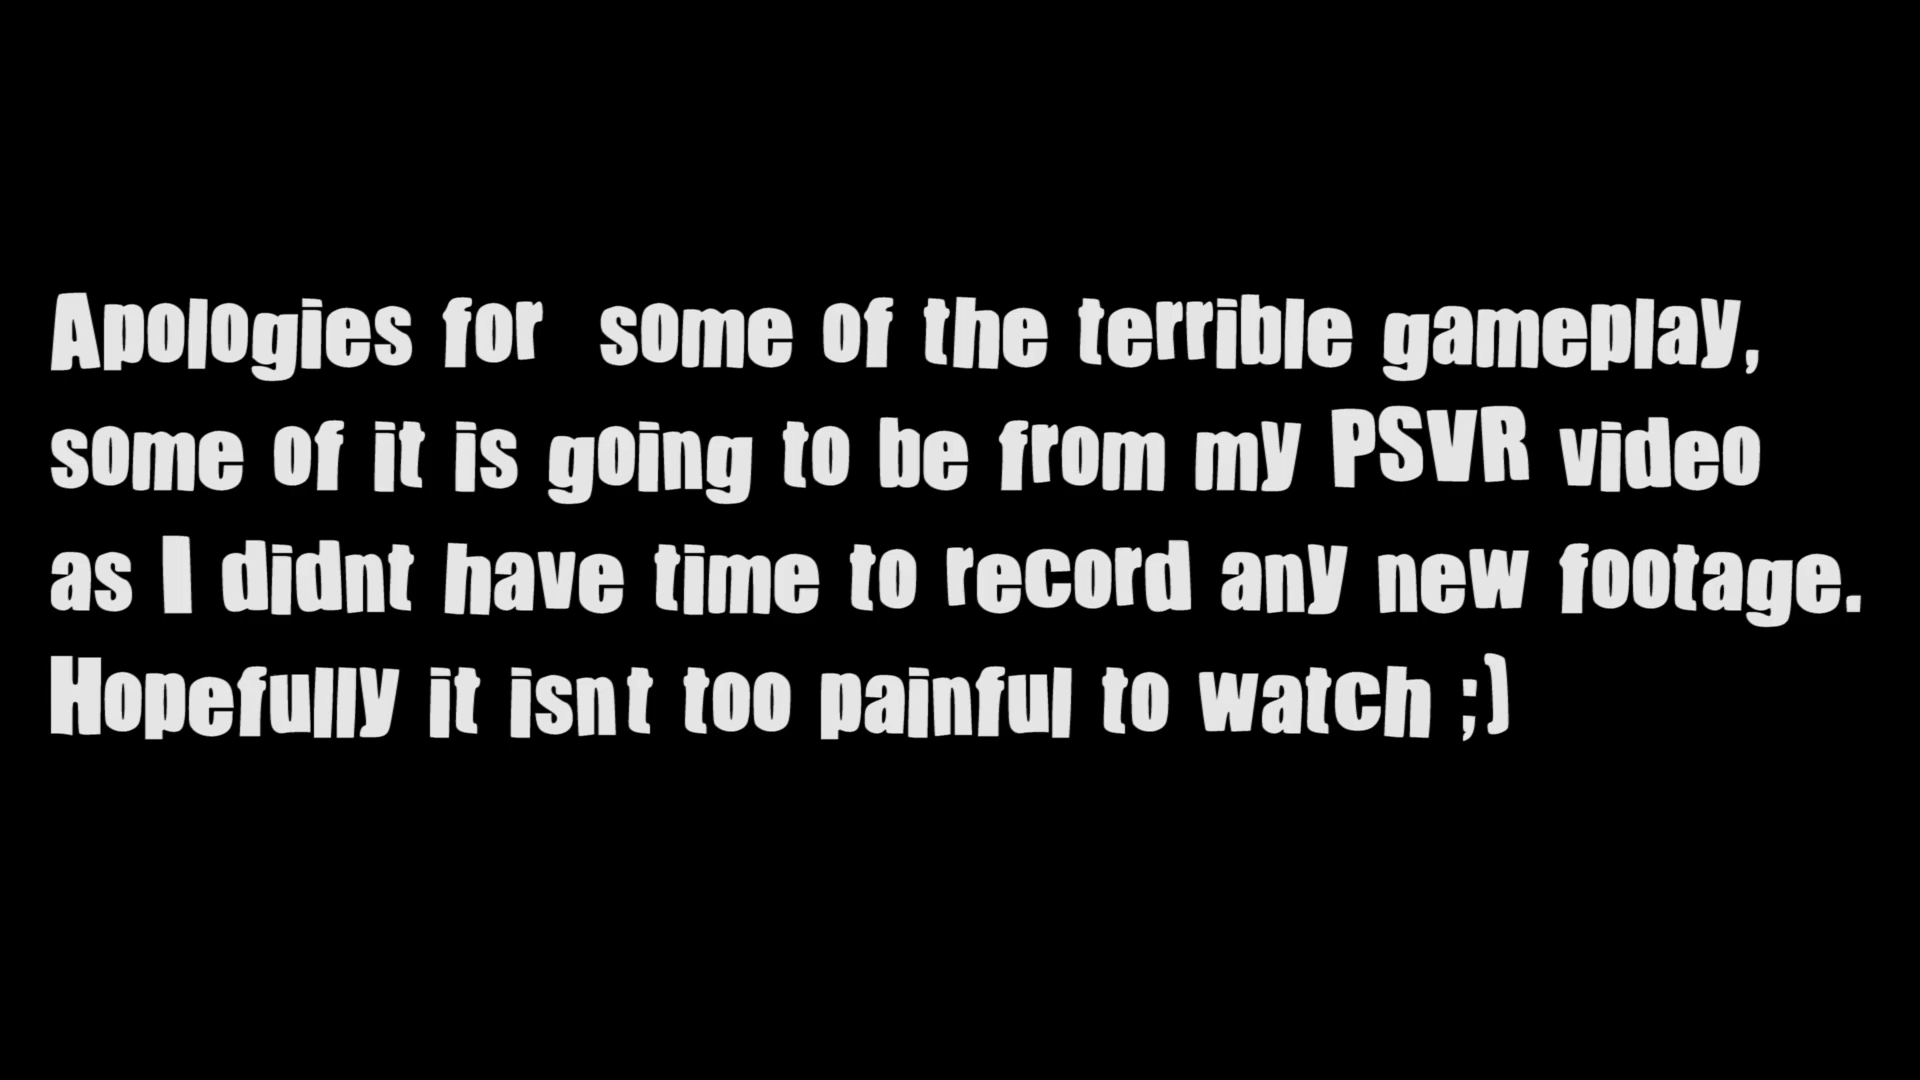 Apologies for  some of the terrible gameplay,
some of it is going to be from my PSVR video
as I didnt have time to record any new footage.
Hopefully it isnt too painful to watch ;)